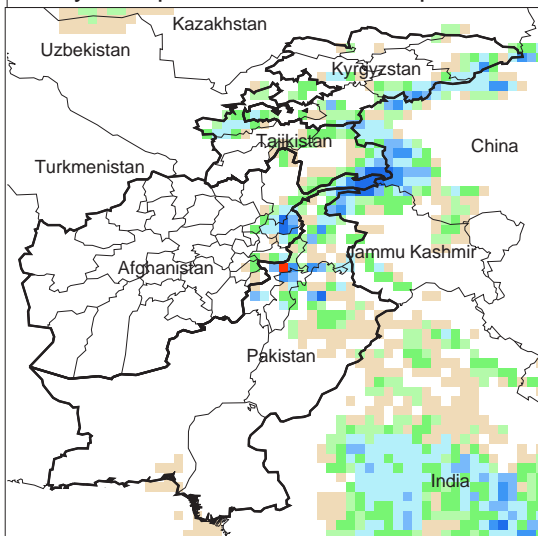 Kazakhstan
Uzbekistan
Kyrgyzstan
Tajikistan
China
Turkmenistan
Jammu Kashmir
Afghanistan
Pakistan
India